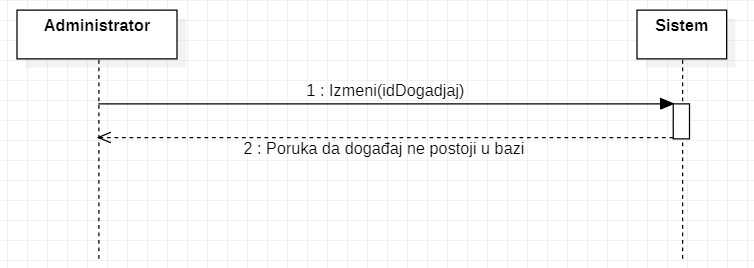 Administrator
Sistem
1 : Izmeni(idDogadjaj)
2 : Poruka da događaj ne postoji u bazi